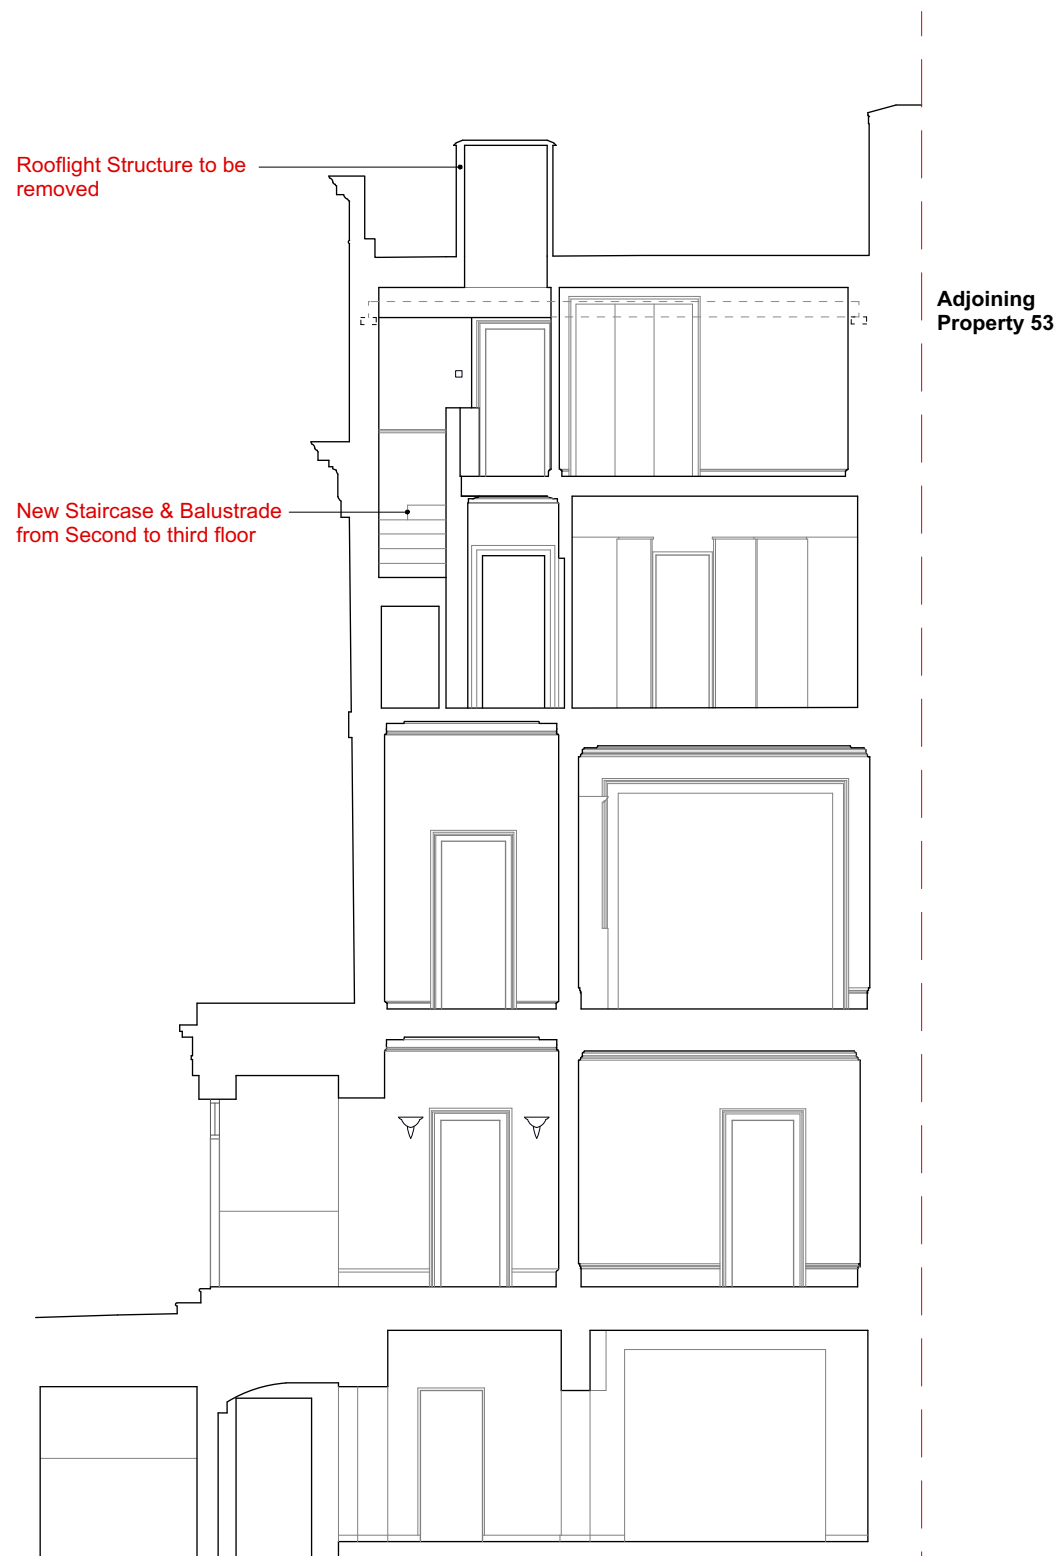 Rooflight Structure to be
removed
Adjoining
Property 53
New Staircase & Balustrade
from Second to third floor